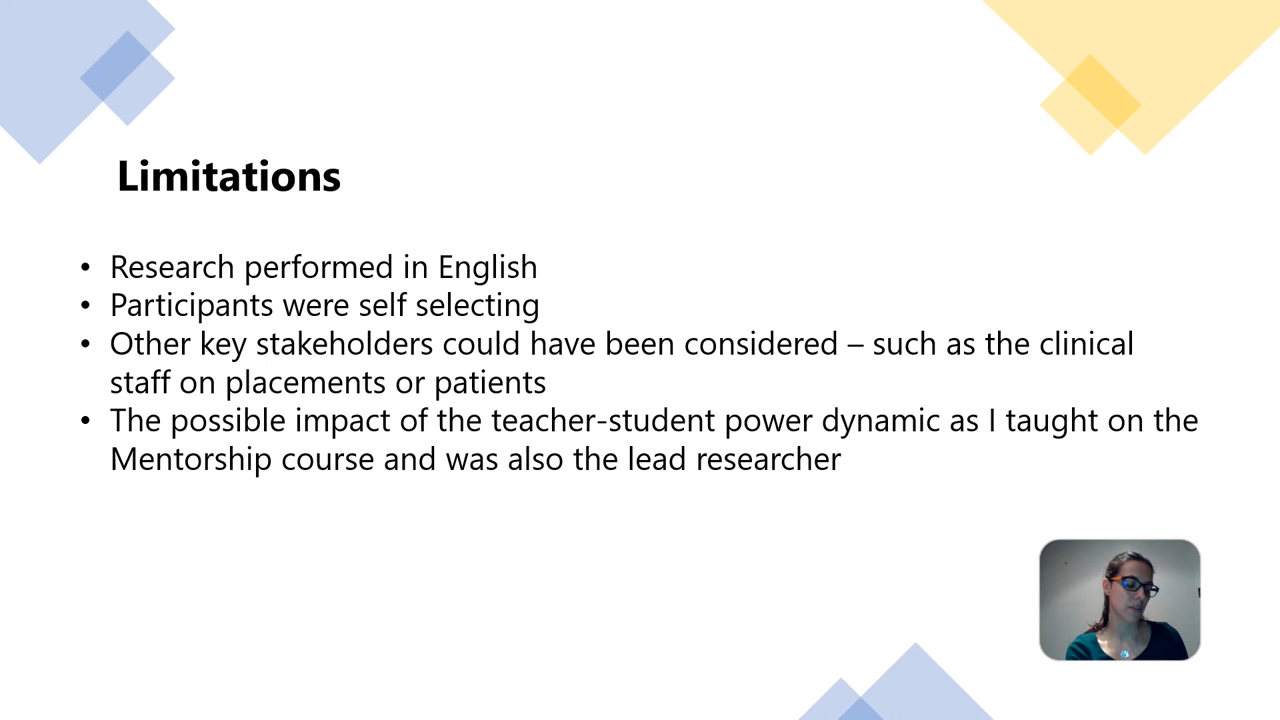 Limitations
• Research performed in English
• Participants were self selecting
• Other key stakeholders could have been considered – such as the clinical
staff on placements or patients
• The possible impact of the teacher-student power dynamic as I taught on the
Mentorship course and was also the lead researcher